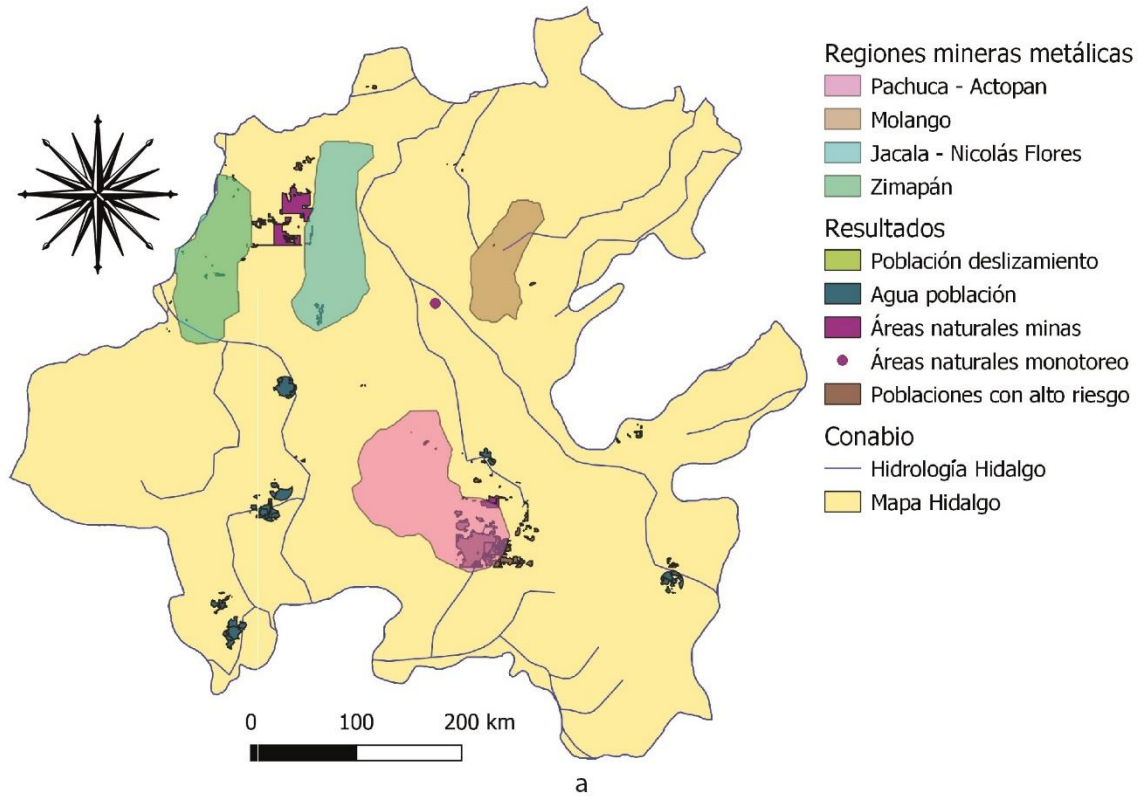 Regiones mineras metálicas
Pachuca - Actopan
Molango
Jacala - Nicolás Flores
Zimapán
Resultados
Población deslizamiento
Agua población
Áreas naturales minas
Áreas naturales monotoreo
Poblaciones con alto riesgo
Conabio
Hidrología Hidalgo
Mapa Hidalgo
0 100 200 km
a